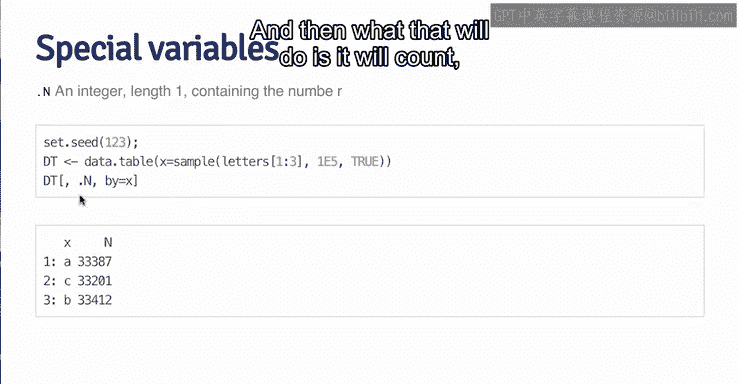 GPT中英字幕课程资源@bilibili.com
And then what that will
do is it will count,
Special variables
.N An integer, length 1, containing the numbe r
set.seed(123);
DT <- data.table(x=sample(letters[1:3], 1E5, TRUE))
DT[, .N, by=x]
x N
1: a 33387
2: c 33201
3: b 33412